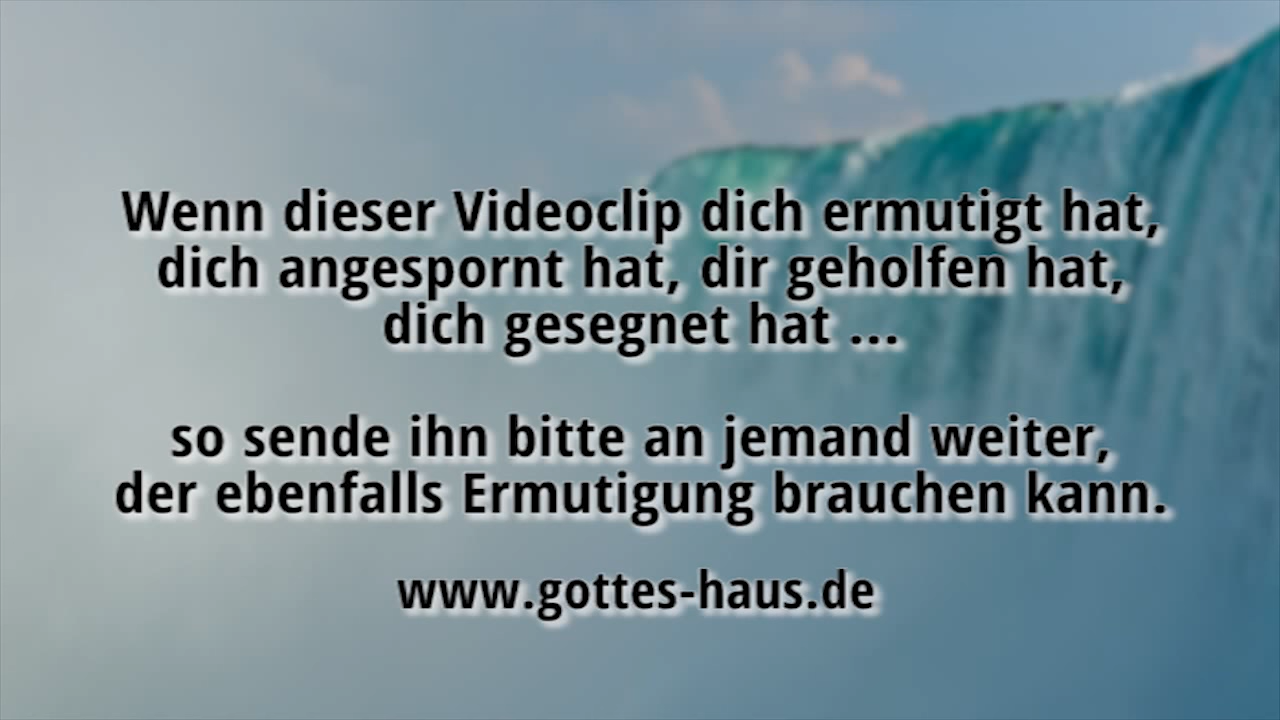 Wenn dieser Videoclip dich ermutigt hat,
dich angespornt hat, dir geholfen hat,
dich gesegnet hat ...
so sende ihn bitte an jemand weiter,
der ebenfalls Ermutigung brauchen kann.
www.gottes-haus.de